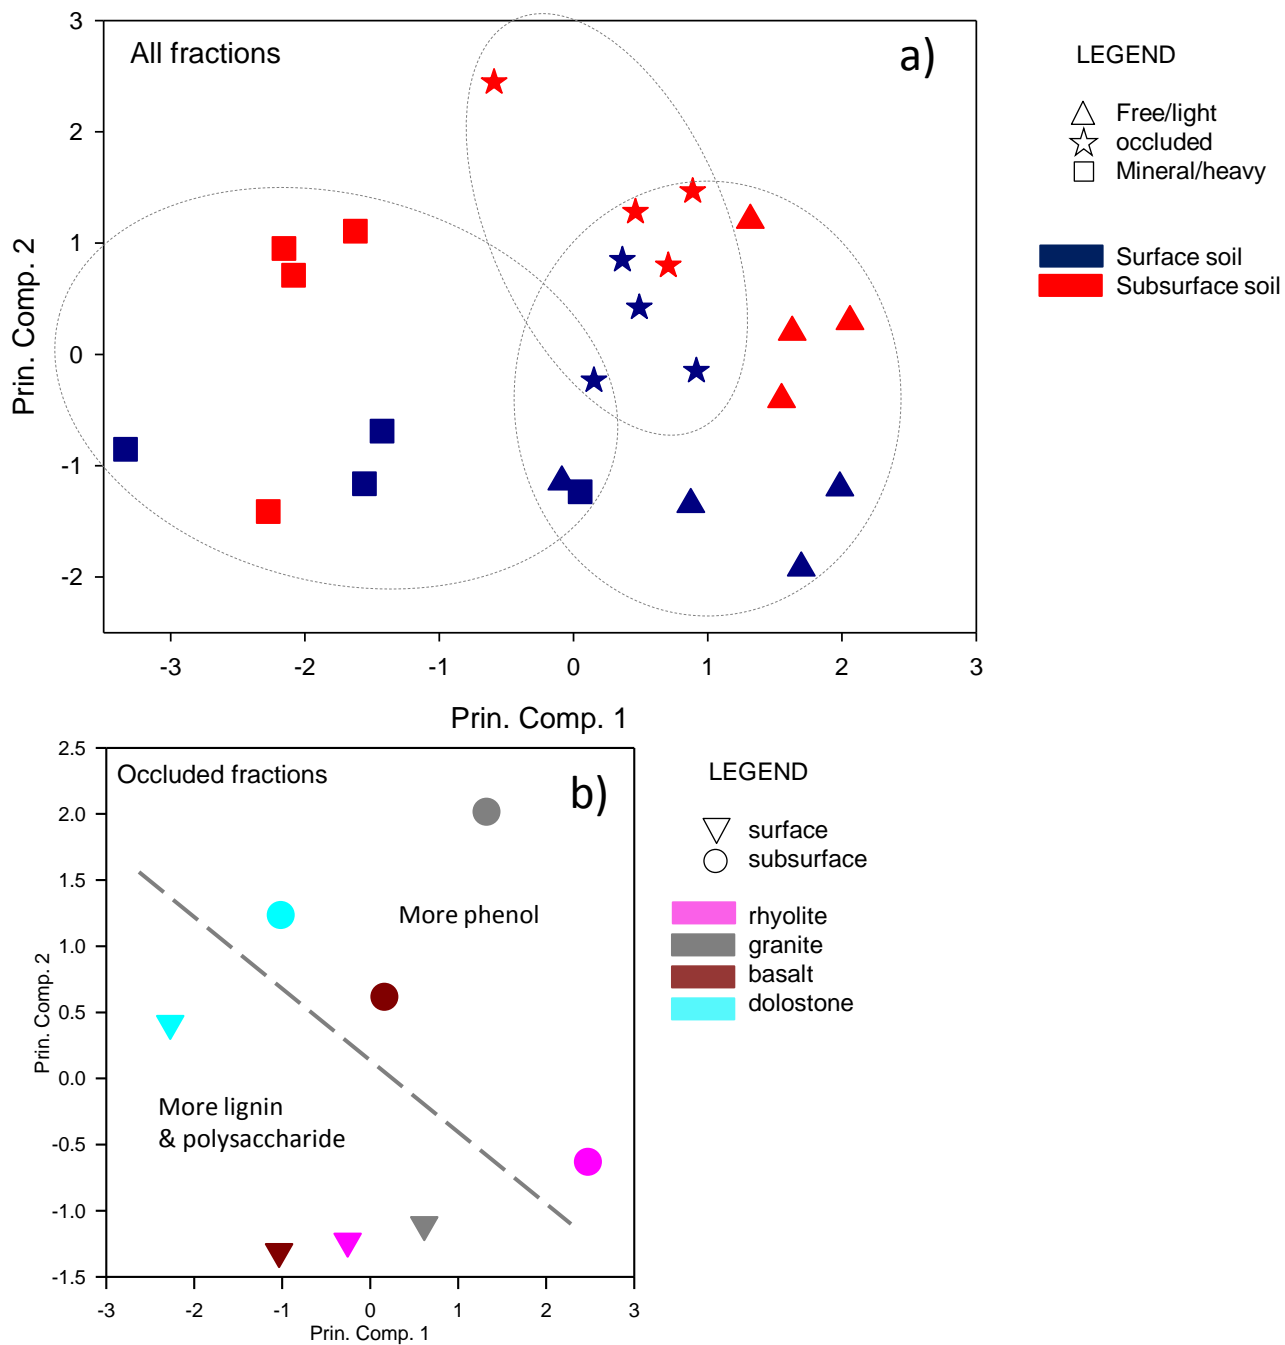 All fractions
a)
3
2
1
0
-1
-2
Prin. Comp. 2
-3
-2
-1
0
1
2
3
Prin. Comp. 1
LEGEND
Free/light
occluded
Mineral/heavy
Surface soil
Subsurface soil
Occluded fractions
b)
2.5
2.0
1.5
1.0
0.5
0.0
-0.5
-1.0
-1.5
Prin. Comp. 2
More phenol
More lignin
& polysaccharide
-3
-2
-1
0
1
2
3
Prin. Comp. 1
LEGEND
surface
subsurface
rhyolite
granite
basalt
dolostone